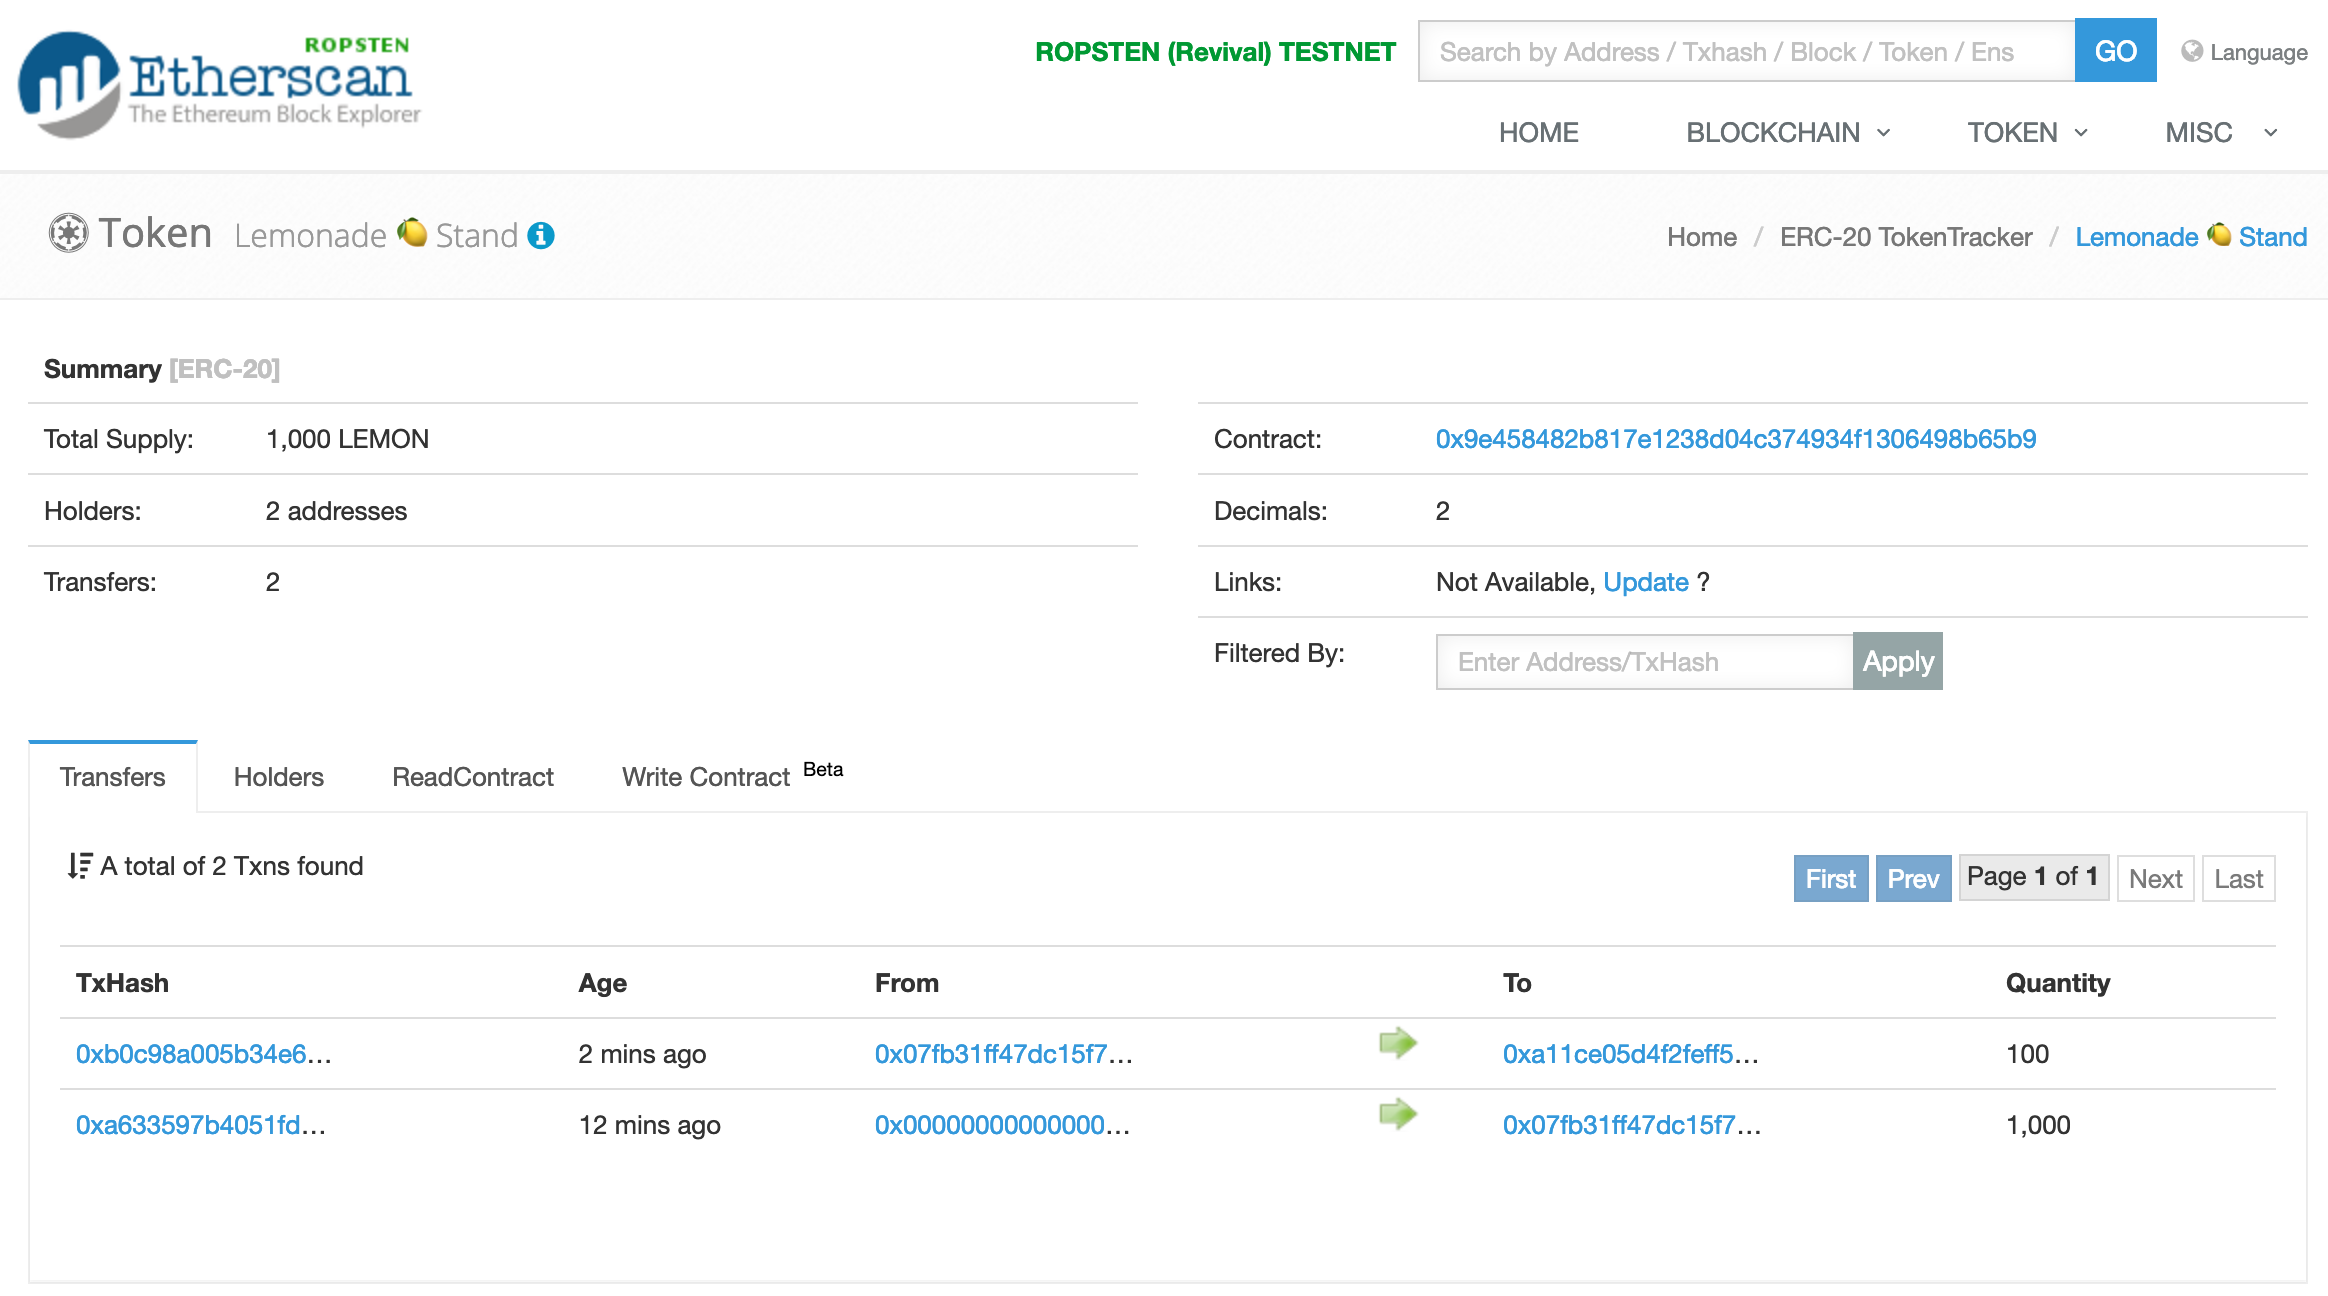 ROPSTEN
Etherscan
The Ethereum Block Explorer
ROPSTEN (Revival) TESTNET
Search by Address / Txhash / Block / Token / Ens
GO
Language
HOME
BLOCKCHAIN
TOKEN
MISC
Token Lemonade 🍋 Stand
Home / ERC-20 TokenTracker / Lemonade 🍋 Stand
Summary [ERC-20]
Total Supply: 1,000 LEMON
Holders: 2 addresses
Transfers: 2
Contract: 0x9e458482b817e1238d04c374934f1306498b65b9
Decimals: 2
Links: Not Available, Update ?
Filtered By: Enter Address/TxHash Apply
Transfers
Holders
ReadContract
Write Contract Beta
A total of 2 Txns found
First Prev Page 1 of 1 Next Last
TxHash Age From To Quantity
0xb0c98a005b34e6... 2 mins ago 0x07fb31ff47dc15f7... 0xa11ce05d4f2feff5... 100
0xa633597b4051fd... 12 mins ago 0x00000000000000... 0x07fb31ff47dc15f7... 1,000